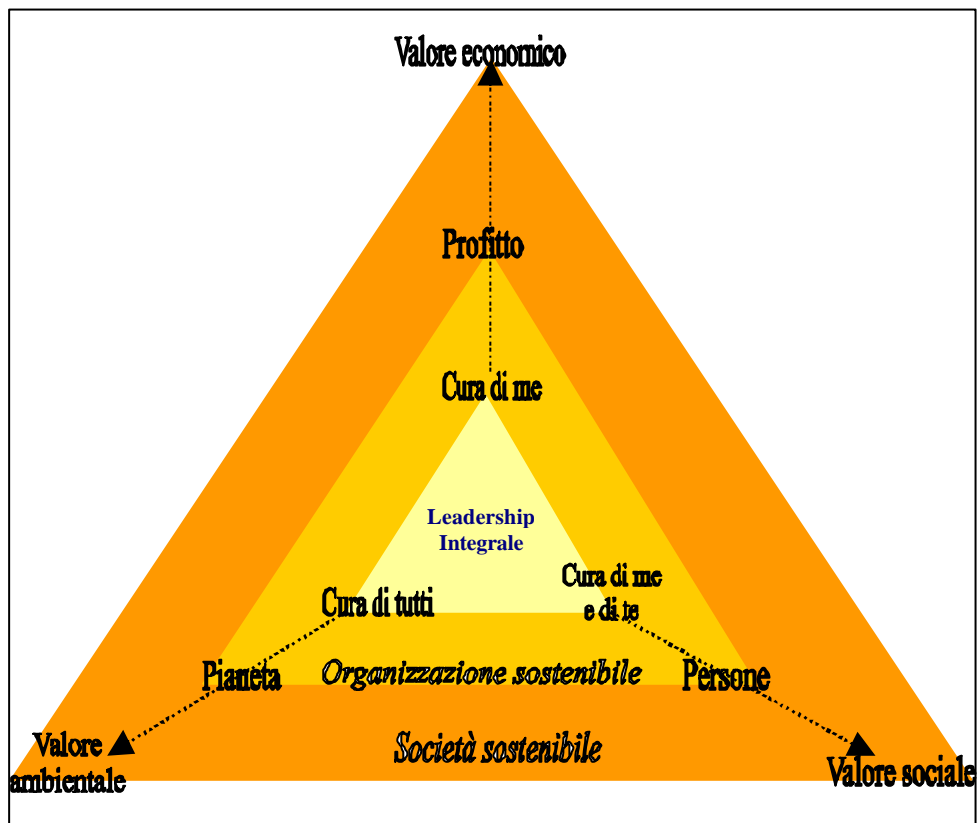 Valore economico
Profitto
Cura di me
Leadership
Integrale
Cura di me
e di te
Cura di tutti
Pianeta
Organizzazione sostenibile
Persone
Valore
ambientale
Società sostenibile
Valore sociale